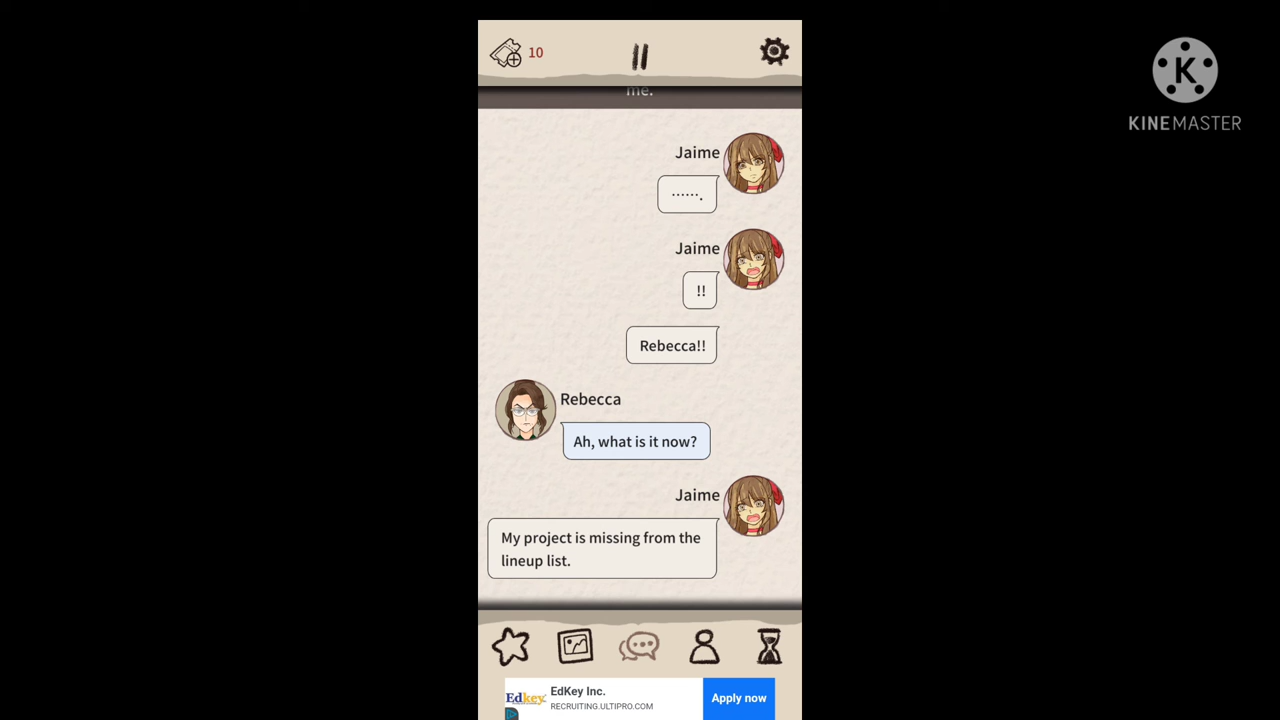 10
me.
Jaime
.......
Jaime
!!
Rebecca!!
Rebecca
Ah, what is it now?
Jaime
My project is missing from the
lineup list.
Edkey
EdKey Inc.
RECRUITING.ULTIPRO.COM
Apply now
K
KINEMASTER